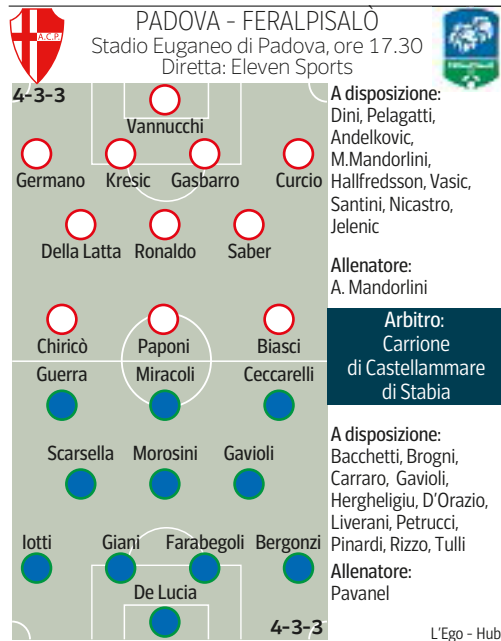 PADOVA - FERALPISALÒ
Stadio Euganeo di Padova, ore 17.30
Diretta: Eleven Sports
A.C.P.
4-3-3
Vannucchi
Germano Kresic Gasbarro Curcio
Della Latta Ronaldo Saber
Chiricò Paponi Biasci
Guerra Miracoli Ceccarelli
Scarsella Morosini Gavioli
Iotti Giani Farabegoli Bergonzi
De Lucia
4-3-3
A disposizione:
Dini, Pelagatti,
Andelkovic,
M.Mandorlini,
Hallfredsson, Vasic,
Santini, Nicastro,
Jelenic
Allenatore:
A. Mandorlini
Arbitro:
Carrione
di Castellammare
di Stabia
A disposizione:
Bacchetti, Brogni,
Carraro, Gavioli,
Hergheligiu, D'Orazio,
Liverani, Petrucci,
Pinardi, Rizzo, Tulli
Allenatore:
Pavanel
L'Ego - Hub